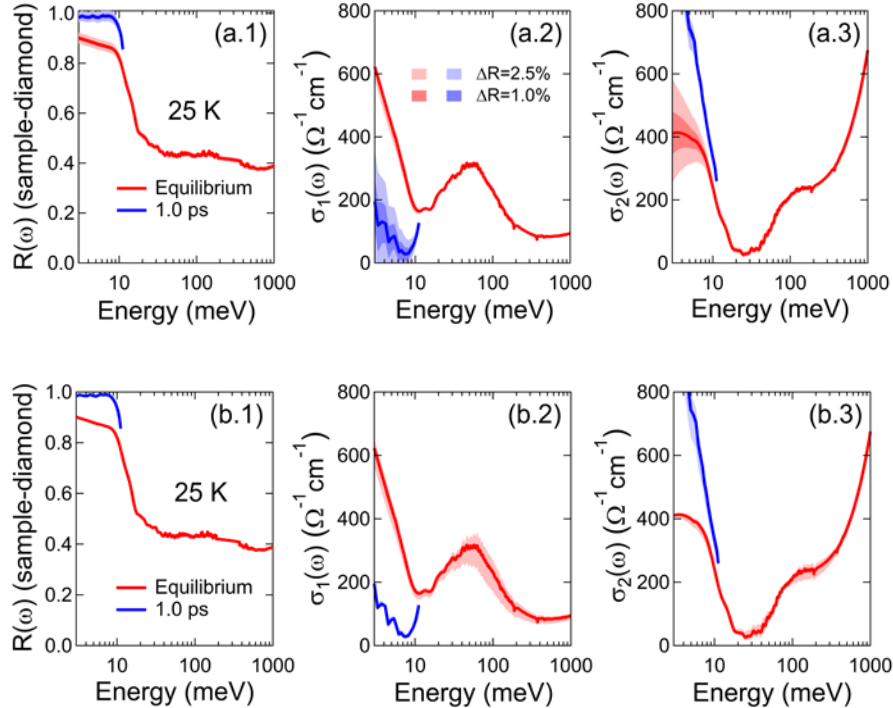 (a.1)
R(ω) (sample-diamond)
1.0
0.8
0.6
0.4
0.2
0.0
25 K
Equilibrium
1.0 ps
10
100
1000
Energy (meV)
(a.2)
σ₁(ω) (Ω⁻¹ cm⁻¹)
800
600
400
200
0
ΔR=2.5%
ΔR=1.0%
10
100
1000
Energy (meV)
(a.3)
σ₂(ω) (Ω⁻¹ cm⁻¹)
800
600
400
200
0
10
100
1000
Energy (meV)
(b.1)
R(ω) (sample-diamond)
1.0
0.8
0.6
0.4
0.2
0.0
25 K
Equilibrium
1.0 ps
10
100
1000
Energy (meV)
(b.2)
σ₁(ω) (Ω⁻¹ cm⁻¹)
800
600
400
200
0
10
100
1000
Energy (meV)
(b.3)
σ₂(ω) (Ω⁻¹ cm⁻¹)
800
600
400
200
0
10
100
1000
Energy (meV)